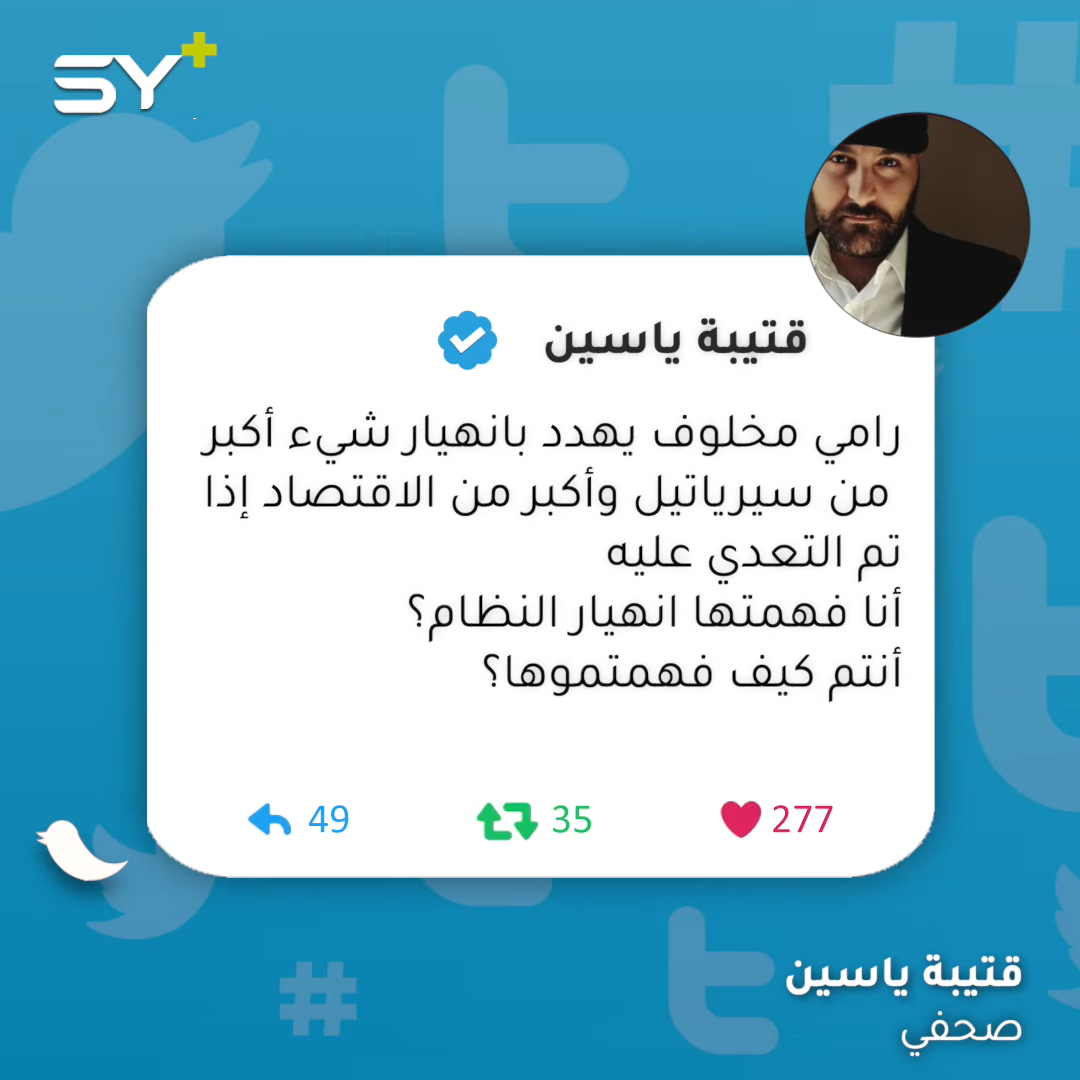 SY+
قتيبة ياسين
رامي مخلوف يهدد بانهيار شيء أكبر
من سيرياتيل وأكبر من الاقتصاد إذا
تم التعدي عليه
أنا فهمتها انهيار النظام؟
أنتم كيف فهمتموها؟
49 35 277
قتيبة ياسين
صحفي